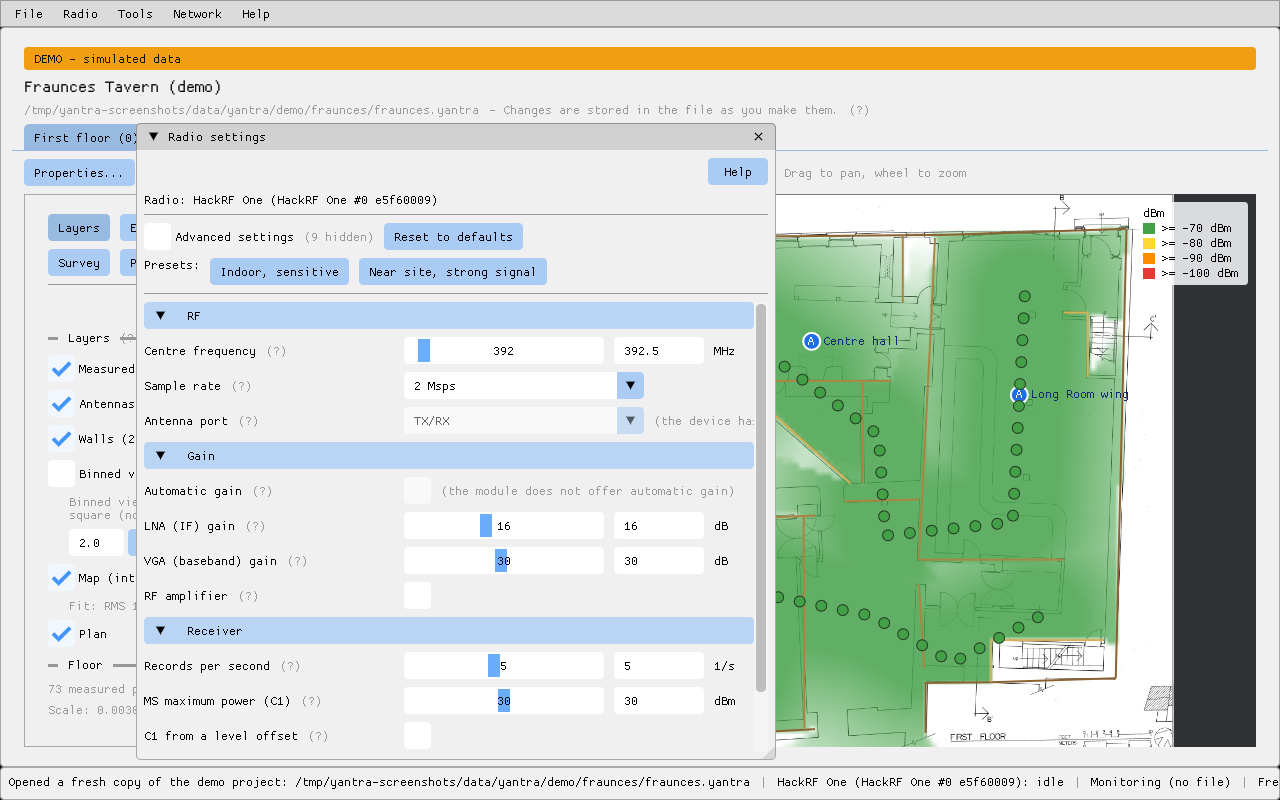 File Radio Tools Network Help
DEMO - simulated data
Fraunces Tavern (demo)
/tmp/yantra-screenshots/data/yantra/demo/fraunces/fraunces.yantra - Changes are stored in the file as you make them. (?)
First floor (0)
Radio settings
Properties...
Help
Drag to pan, wheel to zoom
Radio: HackRF One (HackRF One #0 e5f60009)
Layers
Advanced settings (9 hidden) Reset to defaults
Survey
Presets: Indoor, sensitive Near site, strong signal
dBm
>= -70 dBm
>= -80 dBm
>= -90 dBm
>= -100 dBm
RF
Layers
Centre frequency (?) 392 392.5 MHz
Centre hall
Measured
Sample rate (?) 2 Msps
Long Room wing
Antennas
Antenna port (?) TX/RX (the device has
Walls (2
Gain
Binned v
Automatic gain (?) (the module does not offer automatic gain)
Binned vie
square (no
LNA (IF) gain (?) 16 16 dB
2.0
VGA (baseband) gain (?) 30 30 dB
Map (int
RF amplifier (?)
Fit: RMS 1
Plan
Receiver
Floor
Records per second (?) 5 5 1/s
73 measured p
MS maximum power (C1) (?) 30 30 dBm
Scale: 0.0030
C1 from a level offset (?)
FIRST FLOOR
FEET
METERS
Opened a fresh copy of the demo project: /tmp/yantra-screenshots/data/yantra/demo/fraunces/fraunces.yantra | HackRF One (HackRF One #0 e5f60009): idle | Monitoring (no file) | Fre